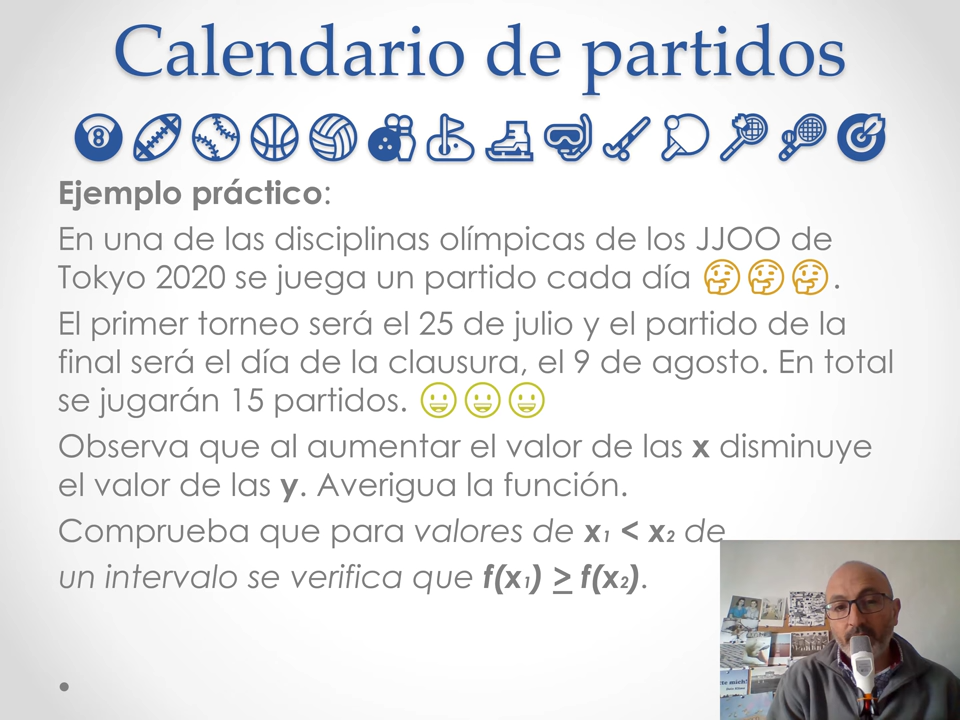 Calendario de partidos
Ejemplo práctico:
En una de las disciplinas olímpicas de los JJOO de
Tokyo 2020 se juega un partido cada día 🤔🤔🤔.
El primer torneo será el 25 de julio y el partido de la
final será el día de la clausura, el 9 de agosto. En total
se jugarán 15 partidos. 😀😀😀
Observa que al aumentar el valor de las x disminuye
el valor de las y. Averigua la función.
Comprueba que para valores de x₁ < x₂ de
un intervalo se verifica que f(x₁) ≥ f(x₂).